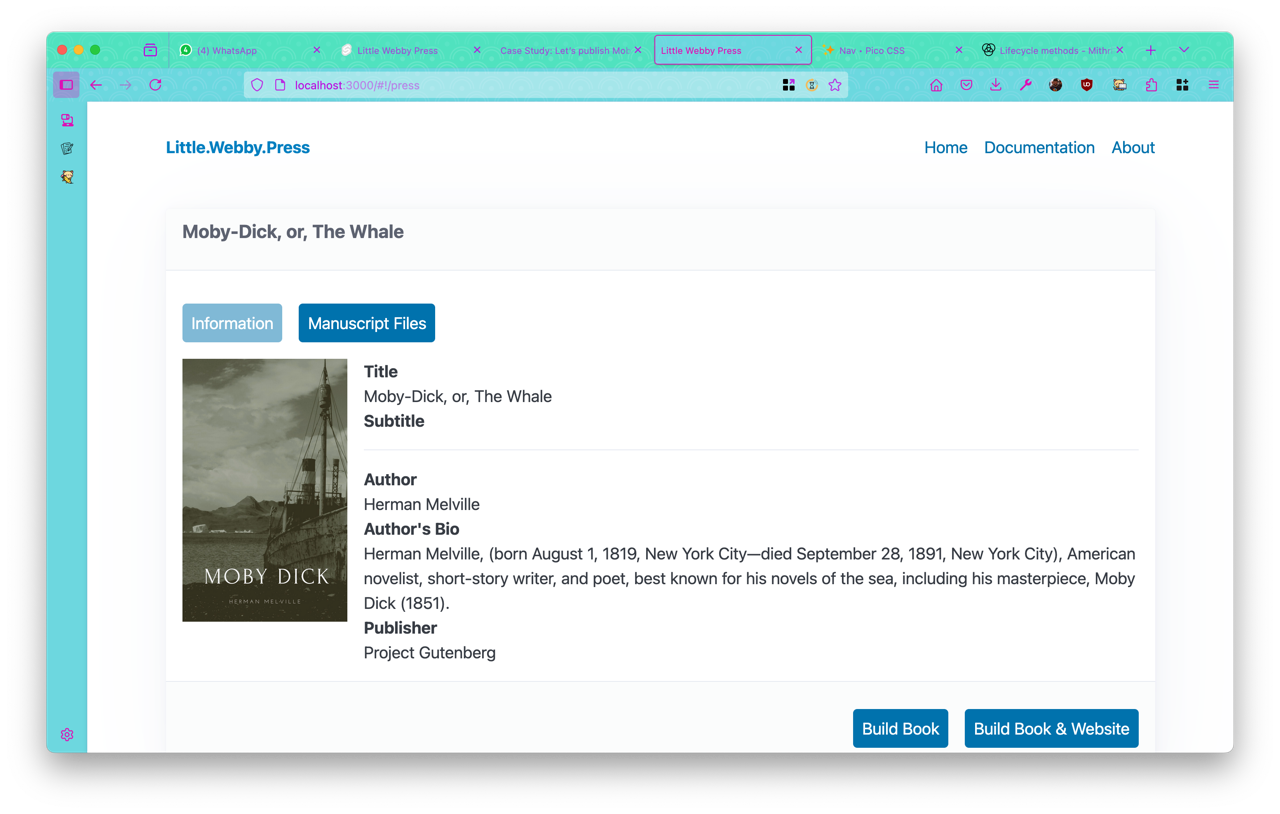 4 (4) WhatsApp
Little Webby Press
Case Study: Let's publish Mo
Little Webby Press
Nav • Pico CSS
Lifecycle methods - Mithr
localhost:3000/#!/press
Little.Webby.Press
Home Documentation About
Moby-Dick, or, The Whale
Information Manuscript Files
Title
Moby-Dick, or, The Whale
Subtitle
Author
Herman Melville
Author's Bio
Herman Melville, (born August 1, 1819, New York City—died September 28, 1891, New York City), American
novelist, short-story writer, and poet, best known for his novels of the sea, including his masterpiece, Moby
Dick (1851).
Publisher
Project Gutenberg
MOBY DICK
HERMAN MELVILLE
Build Book Build Book & Website